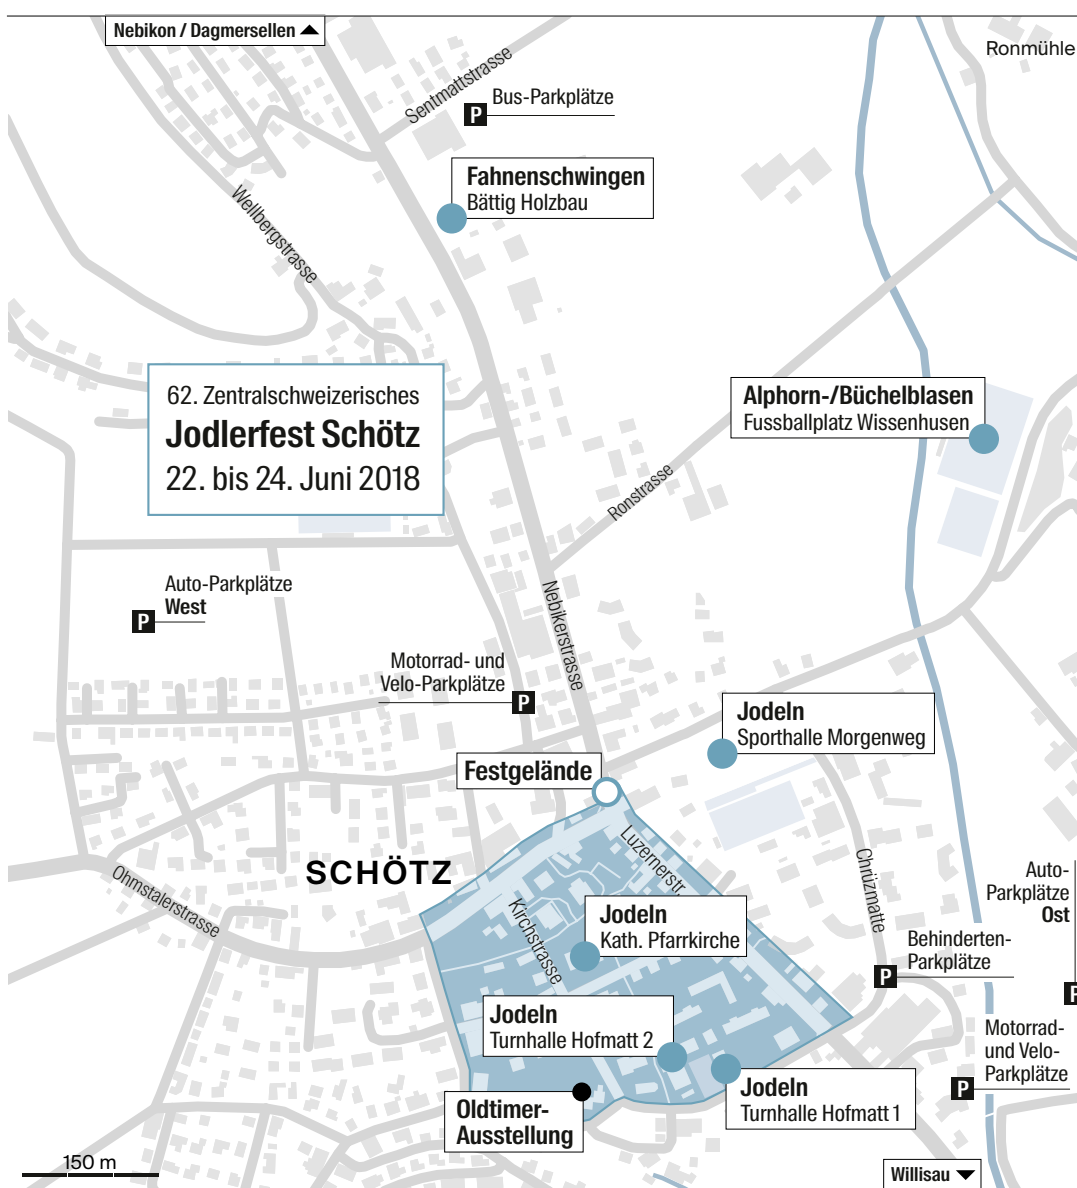 Nebikon / Dagmersellen
Ronmühle
Sentmattstrasse
P
Bus-Parkplätze
Fahnenschwingen
Bättig Holzbau
Wellbergstrasse
62. Zentralschweizerisches
Jodlerfest Schötz
22. bis 24. Juni 2018
Alphorn-/Büchelblasen
Fussballplatz Wissenhusen
Ronstrasse
Auto-Parkplätze
West
P
Nebikerstrasse
Motorrad- und
Velo-Parkplätze
P
Jodeln
Sporthalle Morgenweg
Festgelände
Luzernerstr.
SCHÖTZ
Chrüzmatte
Ohmstalerstrasse
Auto-
Parkplätze
Ost
P
Kirchstrasse
Jodeln
Kath. Pfarrkirche
Behinderten-
Parkplätze
P
Jodeln
Turnhalle Hofmatt 2
Motorrad-
und Velo-
Parkplätze
P
Jodeln
Turnhalle Hofmatt 1
Oldtimer-
Ausstellung
150 m
Willisau